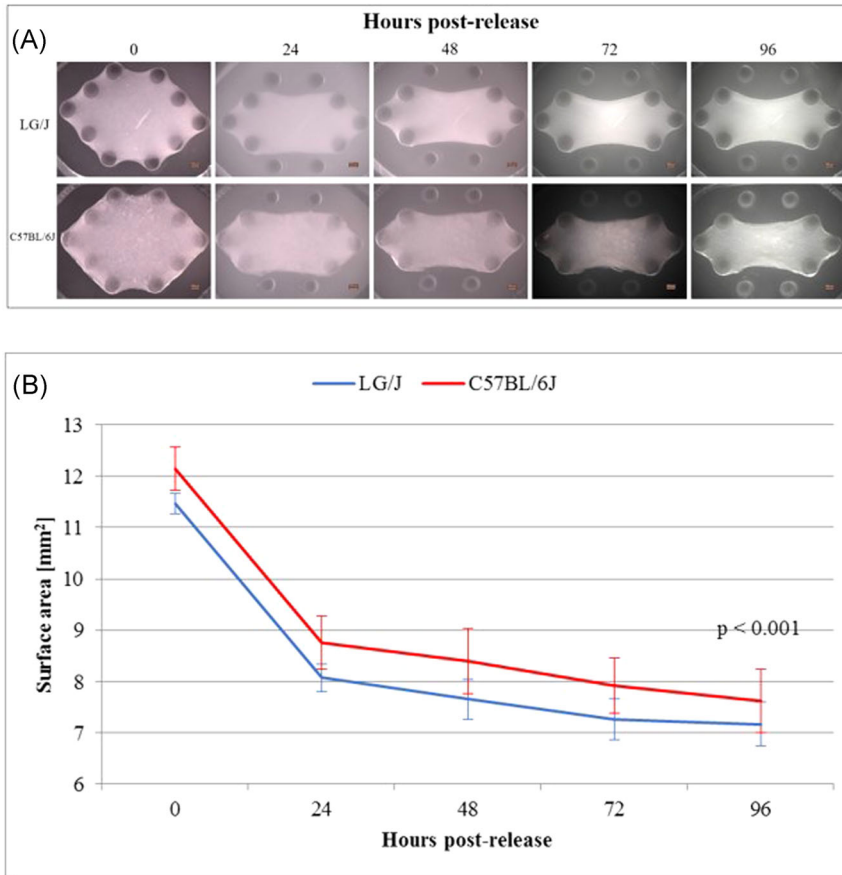 (A)
Hours post-release
0 24 48 72 96
LG/J
C57BL/6J
(B)
LG/J C57BL/6J
13
12
11
10
9
8
7
6
Surface area [mm²]
p < 0.001
0 24 48 72 96
Hours post-release